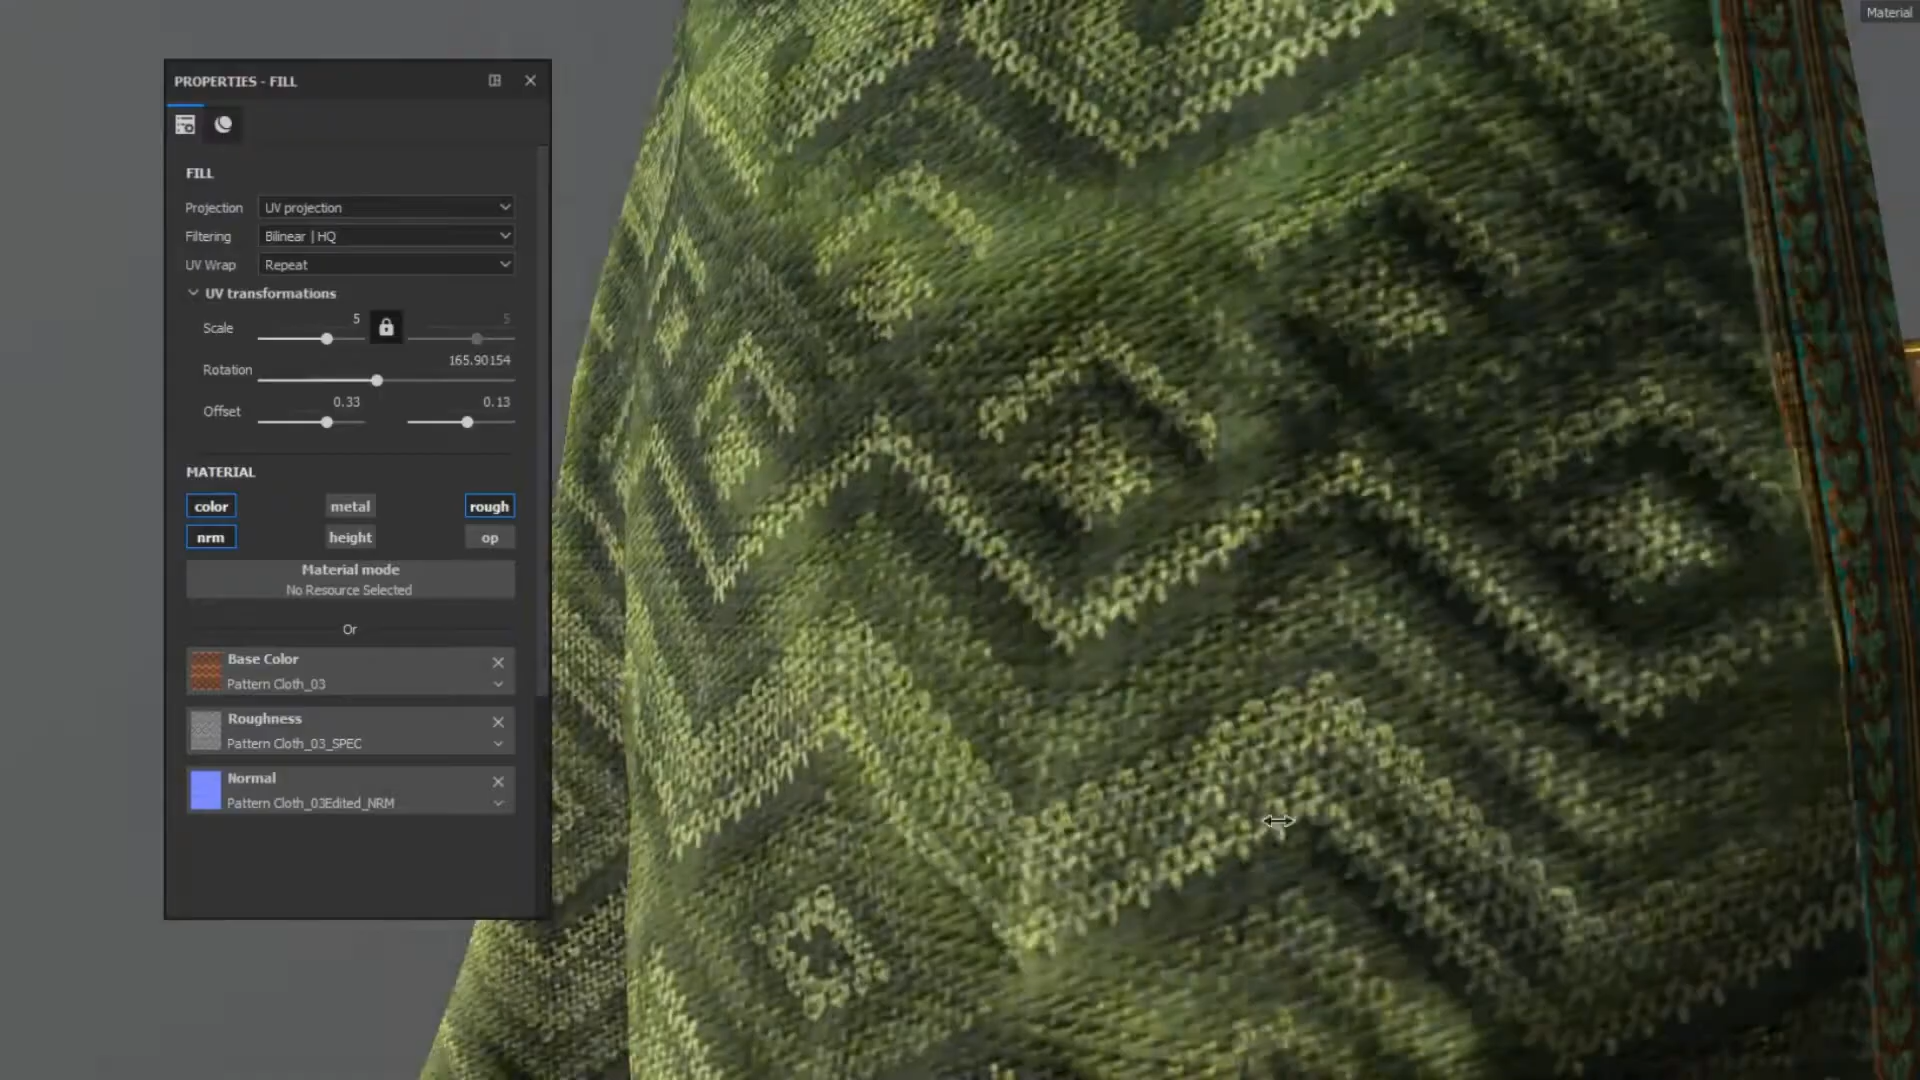 Material
PROPERTIES - FILL
FILL
Projection UV projection
Filtering Bilinear | HQ
UV Wrap Repeat
UV transformations
Scale 5 5
Rotation 165.90154
Offset 0.33 0.13
MATERIAL
color metal rough
nrm height op
Material mode
No Resource Selected
Or
Base Color
Pattern Cloth_03
Roughness
Pattern Cloth_03_SPEC
Normal
Pattern Cloth_03Edited_NRM